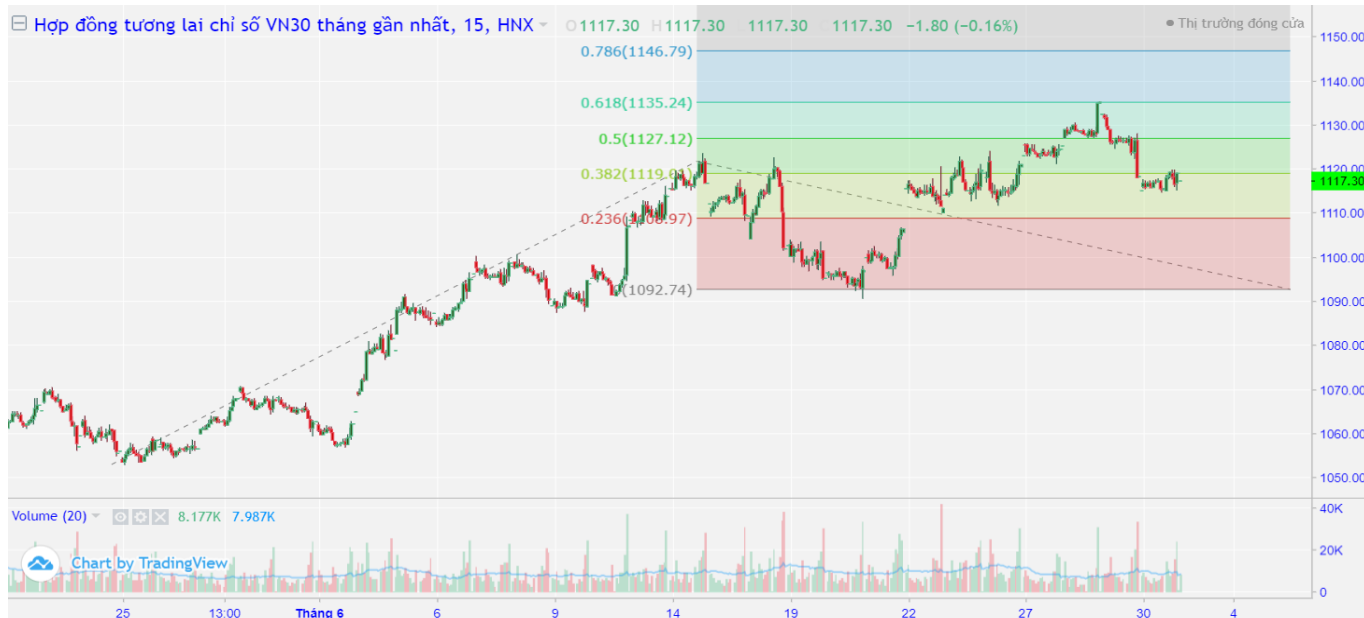 Hợp đồng tương lai chỉ số VN30 tháng gần nhất, 15, HNX O1117.30 H1117.30 1117.30 1117.30 −1.80 (−0.16%)
Thị trường đóng cửa
0.786(1146.79)
0.618(1135.24)
0.5(1127.12)
0.382
0.236
(1092.74)
1150.00
1140.00
1130.00
1120.00
1117.30
1110.00
1100.00
1090.00
1080.00
1070.00
1060.00
1050.00
Volume (20) 8.177K 7.987K
Chart by TradingView
40K
20K
0
25 13:00 Tháng 6 6 9 14 19 22 27 30 4